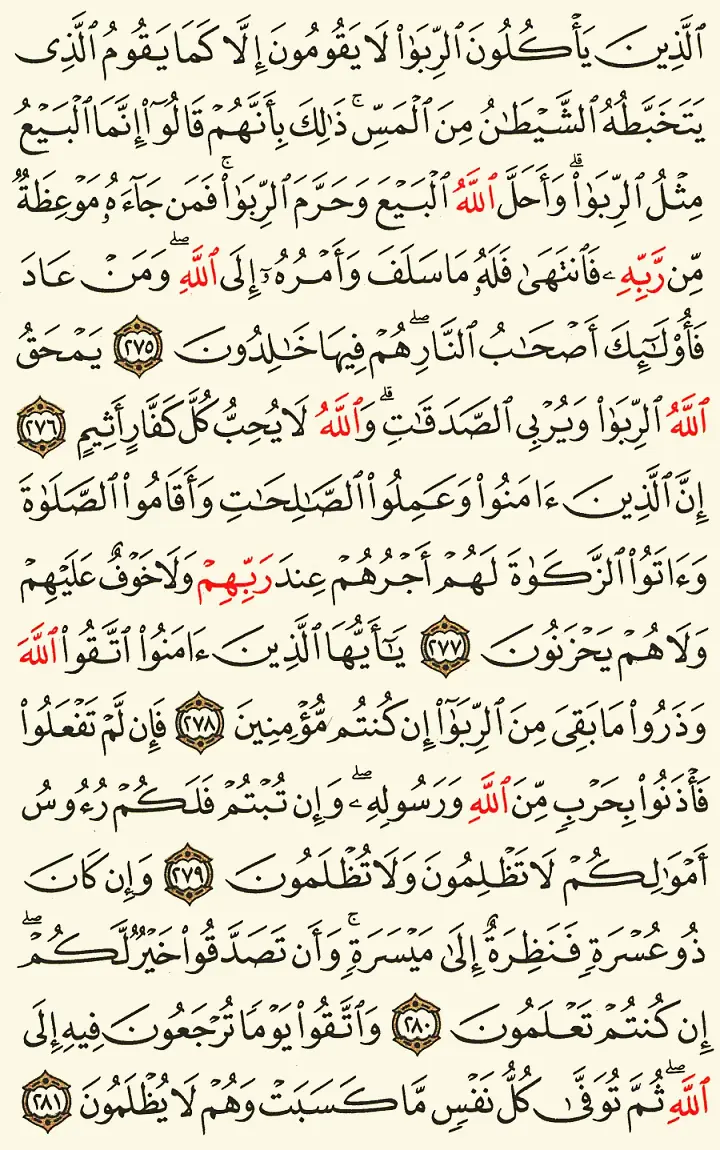 ٱلَّذِينَ يَأۡكُلُونَ ٱلرِّبَوٰاْ لَا يَقُومُونَ إِلَّا كَمَا يَقُومُ ٱلَّذِي
يَتَخَبَّطُهُ ٱلشَّيۡطَٰنُ مِنَ ٱلۡمَسِّۚ ذَٰلِكَ بِأَنَّهُمۡ قَالُوٓاْ إِنَّمَا ٱلۡبَيۡعُ
مِثۡلُ ٱلرِّبَوٰاْۗ وَأَحَلَّ ٱللَّهُ ٱلۡبَيۡعَ وَحَرَّمَ ٱلرِّبَوٰاْۚ فَمَن جَآءَهُۥ مَوۡعِظَةٞ
مِّن رَّبِّهِۦ فَٱنتَهَىٰ فَلَهُۥ مَا سَلَفَ وَأَمۡرُهُۥٓ إِلَى ٱللَّهِۖ وَمَنۡ عَادَ
فَأُوْلَٰٓئِكَ أَصۡحَٰبُ ٱلنَّارِۖ هُمۡ فِيهَا خَٰلِدُونَ ٢٧٥ يَمۡحَقُ
ٱللَّهُ ٱلرِّبَوٰاْ وَيُرۡبِي ٱلصَّدَقَٰتِۗ وَٱللَّهُ لَا يُحِبُّ كُلَّ كَفَّارٍ أَثِيمٍ ٢٧٦
إِنَّ ٱلَّذِينَ ءَامَنُواْ وَعَمِلُواْ ٱلصَّٰلِحَٰتِ وَأَقَامُواْ ٱلصَّلَوٰةَ
وَءَاتَوُاْ ٱلزَّكَوٰةَ لَهُمۡ أَجۡرُهُمۡ عِندَ رَبِّهِمۡ وَلَا خَوۡفٌ عَلَيۡهِمۡ
وَلَا هُمۡ يَحۡزَنُونَ ٢٧٧ يَٰٓأَيُّهَا ٱلَّذِينَ ءَامَنُواْ ٱتَّقُواْ ٱللَّهَ
وَذَرُواْ مَا بَقِيَ مِنَ ٱلرِّبَوٰٓاْ إِن كُنتُم مُّؤۡمِنِينَ ٢٧٨ فَإِن لَّمۡ تَفۡعَلُواْ
فَأۡذَنُواْ بِحَرۡبٖ مِّنَ ٱللَّهِ وَرَسُولِهِۦۖ وَإِن تُبۡتُمۡ فَلَكُمۡ رُءُوسُ
أَمۡوَٰلِكُمۡ لَا تَظۡلِمُونَ وَلَا تُظۡلَمُونَ ٢٧٩ وَإِن كَانَ
ذُو عُسۡرَةٖ فَنَظِرَةٌ إِلَىٰ مَيۡسَرَةٖۚ وَأَن تَصَدَّقُواْ خَيۡرٞ لَّكُمۡۖ
إِن كُنتُمۡ تَعۡلَمُونَ ٢٨٠ وَٱتَّقُواْ يَوۡمٗا تُرۡجَعُونَ فِيهِ إِلَى
ٱللَّهِۖ ثُمَّ تُوَفَّىٰ كُلُّ نَفۡسٖ مَّا كَسَبَتۡ وَهُمۡ لَا يُظۡلَمُونَ ٢٨١